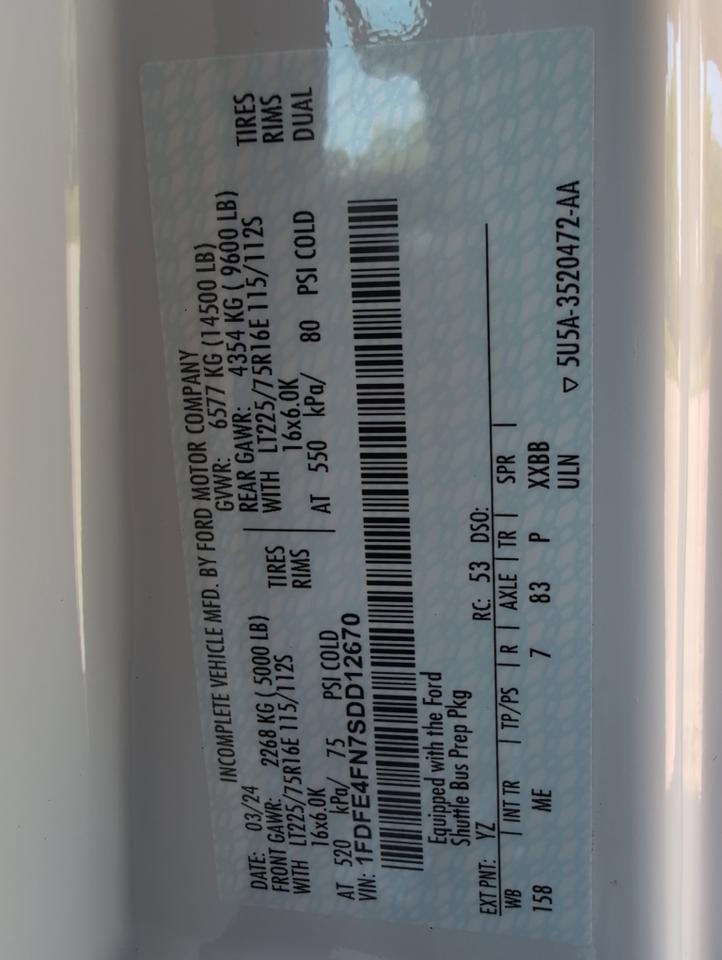 INCOMPLETE VEHICLE MFD. BY FORD MOTOR COMPANY
DATE: 03/24 GVWR: 6577 KG (14500 LB)
FRONT GAWR: 2268 KG ( 5000 LB) REAR GAWR: 4354 KG ( 9600 LB)
WITH LT225/75R16E 115/112S TIRES WITH LT225/75R16E 115/112S TIRES
16x6.0K RIMS 16x6.0K RIMS
AT 520 kPa/ 75 PSI COLD AT 550 kPa/ 80 PSI COLD DUAL
VIN: 1FDFE4FN7SDD12670
Equipped with the Ford
Shuttle Bus Prep Pkg
EXT PNT: YZ RC: 53 DSO:
WB | INT TR | TP/PS | R | AXLE | TR | SPR |
158 ME 7 83 P XXBB
ULN
▽ 5U5A-3520472-AA